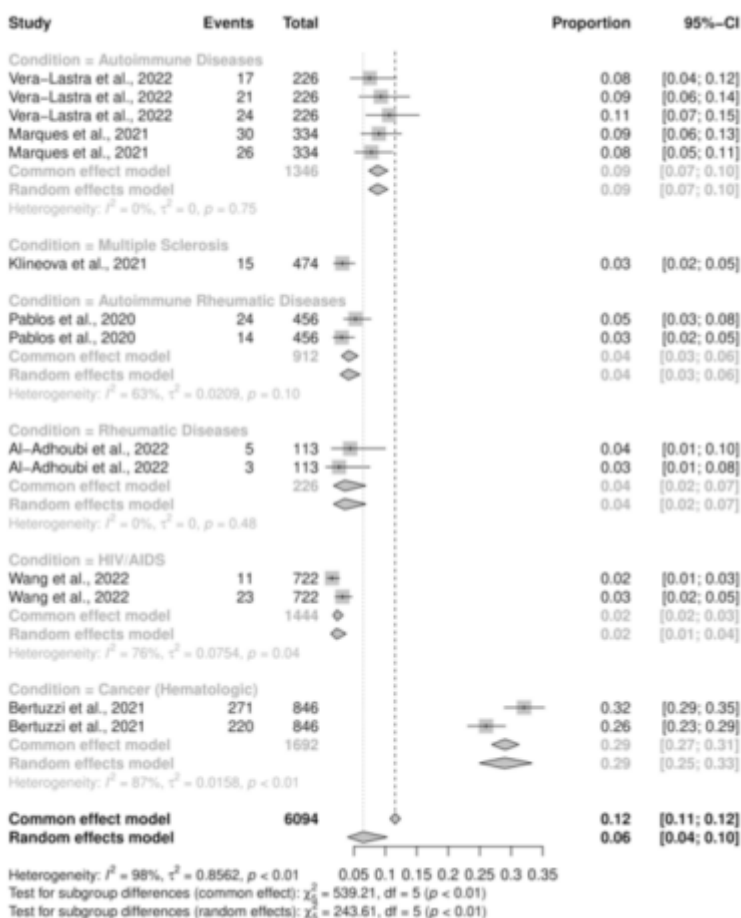 Study Events Total Proportion 95%−CI
Condition = Autoimmune Diseases
Vera−Lastra et al., 2022 17 226 0.08 [0.04; 0.12]
Vera−Lastra et al., 2022 21 226 0.09 [0.06; 0.14]
Vera−Lastra et al., 2022 24 226 0.11 [0.07; 0.15]
Marques et al., 2021 30 334 0.09 [0.06; 0.13]
Marques et al., 2021 26 334 0.08 [0.05; 0.11]
Common effect model 1346 0.09 [0.07; 0.10]
Random effects model 0.09 [0.07; 0.10]
Heterogeneity: I² = 0%, τ² = 0, p = 0.75
Condition = Multiple Sclerosis
Klineova et al., 2021 15 474 0.03 [0.02; 0.05]
Condition = Autoimmune Rheumatic Diseases
Pablos et al., 2020 24 456 0.05 [0.03; 0.08]
Pablos et al., 2020 14 456 0.03 [0.02; 0.05]
Common effect model 912 0.04 [0.03; 0.06]
Random effects model 0.04 [0.03; 0.06]
Heterogeneity: I² = 63%, τ² = 0.0209, p = 0.10
Condition = Rheumatic Diseases
Al−Adhoubi et al., 2022 5 113 0.04 [0.01; 0.10]
Al−Adhoubi et al., 2022 3 113 0.03 [0.01; 0.08]
Common effect model 226 0.04 [0.02; 0.07]
Random effects model 0.04 [0.02; 0.07]
Heterogeneity: I² = 0%, τ² = 0, p = 0.48
Condition = HIV/AIDS
Wang et al., 2022 11 722 0.02 [0.01; 0.03]
Wang et al., 2022 23 722 0.03 [0.02; 0.05]
Common effect model 1444 0.02 [0.02; 0.03]
Random effects model 0.02 [0.01; 0.04]
Heterogeneity: I² = 76%, τ² = 0.0754, p = 0.04
Condition = Cancer (Hematologic)
Bertuzzi et al., 2021 271 846 0.32 [0.29; 0.35]
Bertuzzi et al., 2021 220 846 0.26 [0.23; 0.29]
Common effect model 1692 0.29 [0.27; 0.31]
Random effects model 0.29 [0.25; 0.33]
Heterogeneity: I² = 87%, τ² = 0.0158, p < 0.01
Common effect model 6094 0.12 [0.11; 0.12]
Random effects model 0.06 [0.04; 0.10]
Heterogeneity: I² = 98%, τ² = 0.8562, p < 0.01 0.05 0.1 0.15 0.2 0.25 0.3 0.35
Test for subgroup differences (common effect): χ²₅ = 539.21, df = 5 (p < 0.01)
Test for subgroup differences (random effects): χ²₅ = 243.61, df = 5 (p < 0.01)